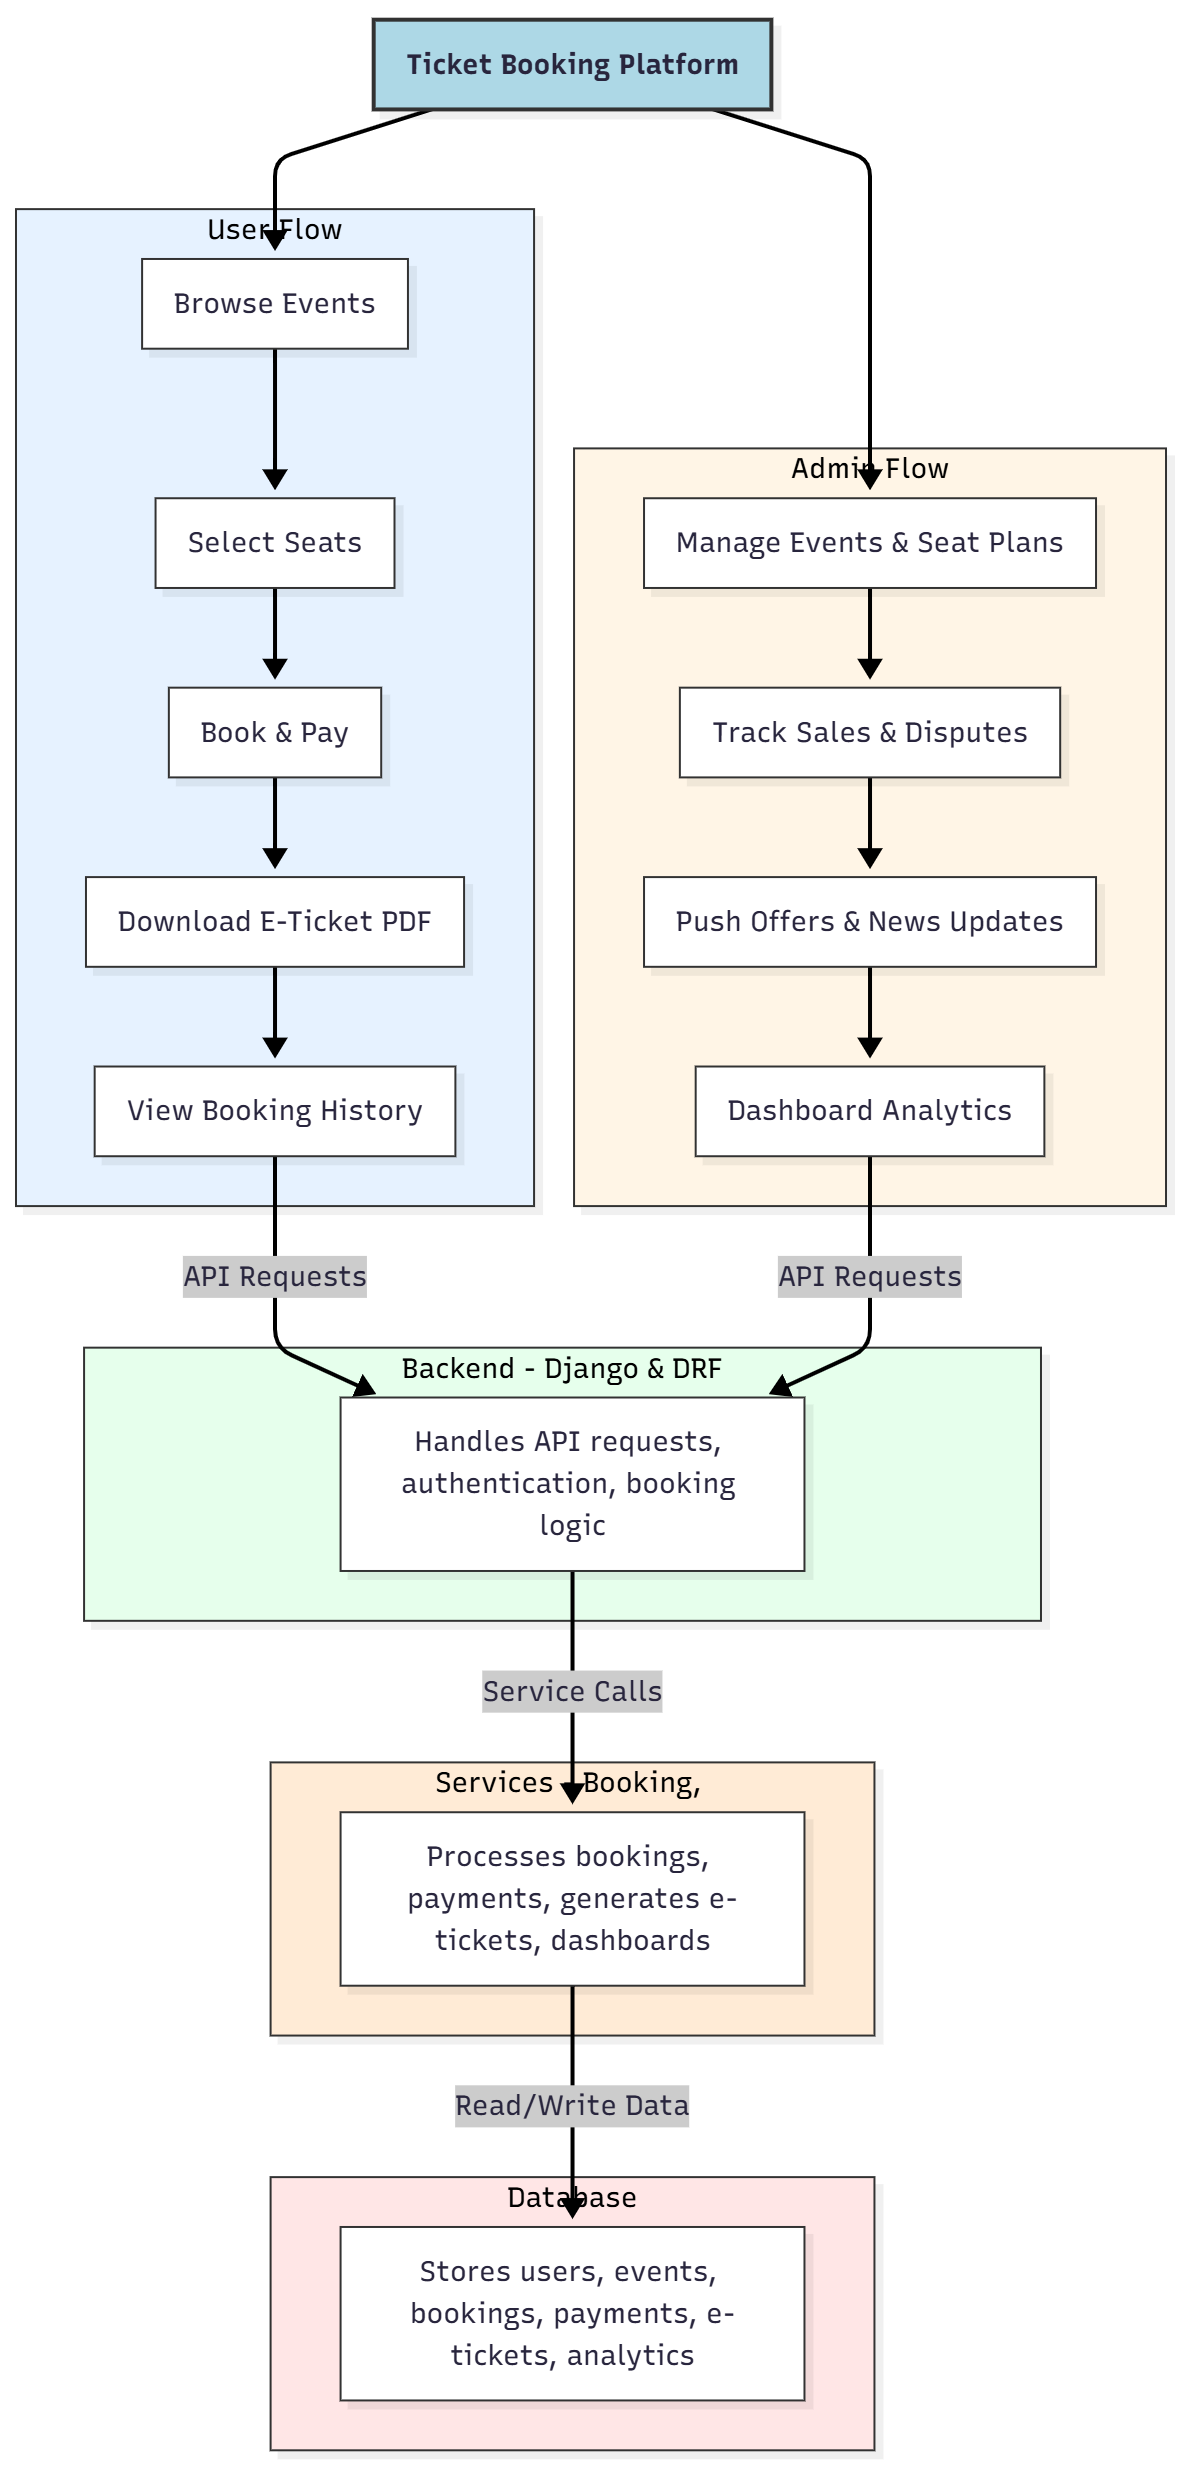 Ticket Booking Platform
User Flow
Browse Events
Select Seats
Book & Pay
Download E-Ticket PDF
View Booking History
Admin Flow
Manage Events & Seat Plans
Track Sales & Disputes
Push Offers & News Updates
Dashboard Analytics
API Requests
API Requests
Backend - Django & DRF
Handles API requests,
authentication, booking
logic
Service Calls
Services Booking,
Processes bookings,
payments, generates e-
tickets, dashboards
Read/Write Data
Database
Stores users, events,
bookings, payments, e-
tickets, analytics